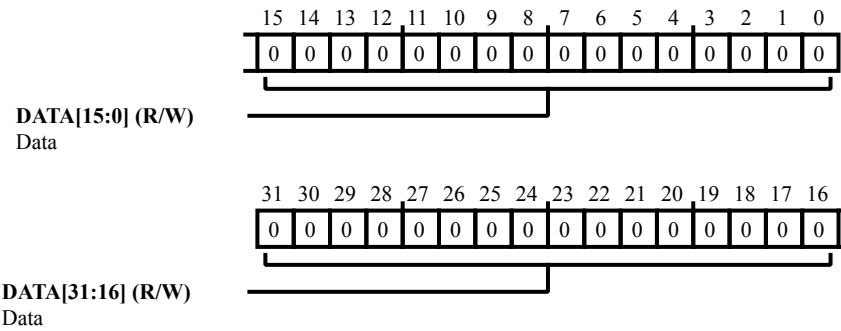 15 14 13 12 11 10 9 8 7 6 5 4 3 2 1 0
0 0 0 0 0 0 0 0 0 0 0 0 0 0 0 0
DATA[15:0] (R/W)
Data
31 30 29 28 27 26 25 24 23 22 21 20 19 18 17 16
0 0 0 0 0 0 0 0 0 0 0 0 0 0 0 0
DATA[31:16] (R/W)
Data